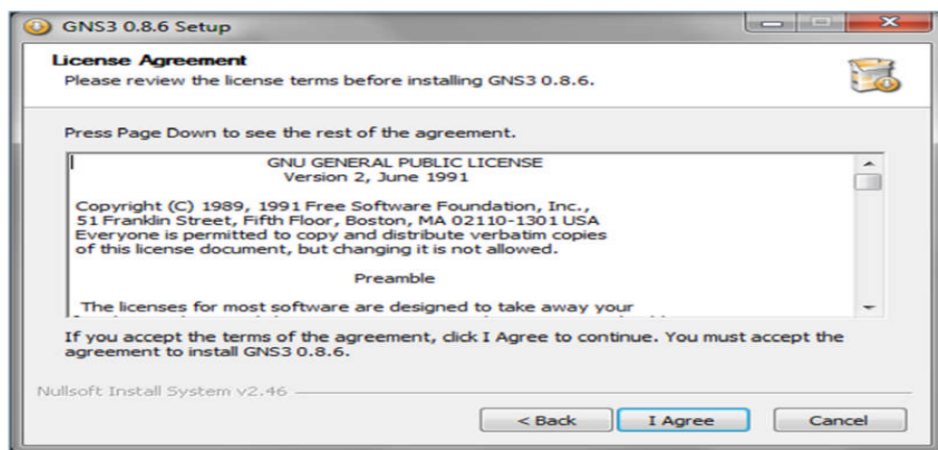 GNS3 0.8.6 Setup
License Agreement
Please review the license terms before installing GNS3 0.8.6.
Press Page Down to see the rest of the agreement.
GNU GENERAL PUBLIC LICENSE
Version 2, June 1991
Copyright (C) 1989, 1991 Free Software Foundation, Inc.,
51 Franklin Street, Fifth Floor, Boston, MA 02110-1301 USA
Everyone is permitted to copy and distribute verbatim copies
of this license document, but changing it is not allowed.
Preamble
The licenses for most software are designed to take away your
If you accept the terms of the agreement, click I Agree to continue. You must accept the
agreement to install GNS3 0.8.6.
Nullsoft Install System v2.46
< Back I Agree Cancel